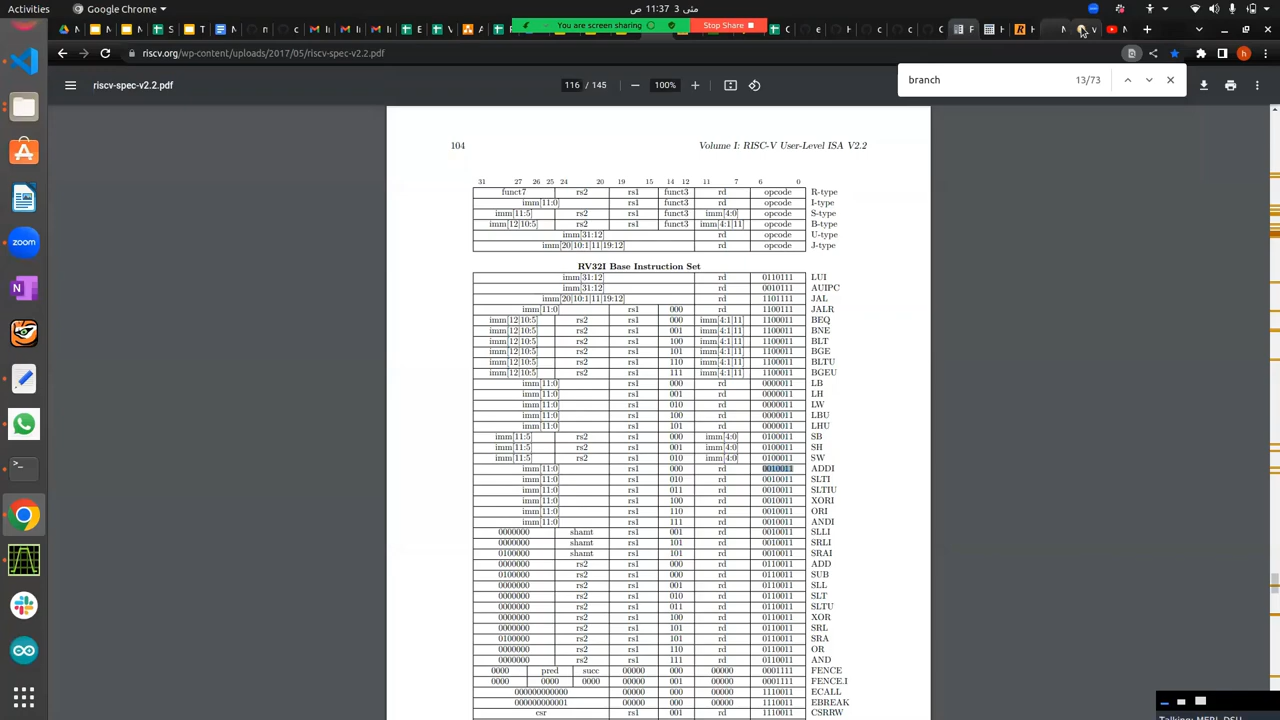 Activities
Google Chrome
ص 11:37 3 مئی
You are screen sharing
Stop Share
riscv.org/wp-content/uploads/2017/05/riscv-spec-v2.2.pdf
riscv-spec-v2.2.pdf
116 / 145
100%
branch
13/73
104
Volume I: RISC-V User-Level ISA V2.2
31 27 26 25 24 20 19 15 14 12 11 7 6 0
funct7 rs2 rs1 funct3 rd opcode R-type
imm[11:0] rs1 funct3 rd opcode I-type
imm[11:5] rs2 rs1 funct3 imm[4:0] opcode S-type
imm[12|10:5] rs2 rs1 funct3 imm[4:1|11] opcode B-type
imm[31:12] rd opcode U-type
imm[20|10:1|11|19:12] rd opcode J-type
RV32I Base Instruction Set
imm[31:12] rd 0110111 LUI
imm[31:12] rd 0010111 AUIPC
imm[20|10:1|11|19:12] rd 1101111 JAL
imm[11:0] rs1 000 rd 1100111 JALR
imm[12|10:5] rs2 rs1 000 imm[4:1|11] 1100011 BEQ
imm[12|10:5] rs2 rs1 001 imm[4:1|11] 1100011 BNE
imm[12|10:5] rs2 rs1 100 imm[4:1|11] 1100011 BLT
imm[12|10:5] rs2 rs1 101 imm[4:1|11] 1100011 BGE
imm[12|10:5] rs2 rs1 110 imm[4:1|11] 1100011 BLTU
imm[12|10:5] rs2 rs1 111 imm[4:1|11] 1100011 BGEU
imm[11:0] rs1 000 rd 0000011 LB
imm[11:0] rs1 001 rd 0000011 LH
imm[11:0] rs1 010 rd 0000011 LW
imm[11:0] rs1 100 rd 0000011 LBU
imm[11:0] rs1 101 rd 0000011 LHU
imm[11:5] rs2 rs1 000 imm[4:0] 0100011 SB
imm[11:5] rs2 rs1 001 imm[4:0] 0100011 SH
imm[11:5] rs2 rs1 010 imm[4:0] 0100011 SW
imm[11:0] rs1 000 rd 0010011 ADDI
imm[11:0] rs1 010 rd 0010011 SLTI
imm[11:0] rs1 011 rd 0010011 SLTIU
imm[11:0] rs1 100 rd 0010011 XORI
imm[11:0] rs1 110 rd 0010011 ORI
imm[11:0] rs1 111 rd 0010011 ANDI
0000000 shamt rs1 001 rd 0010011 SLLI
0000000 shamt rs1 101 rd 0010011 SRLI
0100000 shamt rs1 101 rd 0010011 SRAI
0000000 rs2 rs1 000 rd 0110011 ADD
0100000 rs2 rs1 000 rd 0110011 SUB
0000000 rs2 rs1 001 rd 0110011 SLL
0000000 rs2 rs1 010 rd 0110011 SLT
0000000 rs2 rs1 011 rd 0110011 SLTU
0000000 rs2 rs1 100 rd 0110011 XOR
0000000 rs2 rs1 101 rd 0110011 SRL
0100000 rs2 rs1 101 rd 0110011 SRA
0000000 rs2 rs1 110 rd 0110011 OR
0000000 rs2 rs1 111 rd 0110011 AND
0000 pred succ 00000 000 00000 0001111 FENCE
0000 0000 0000 00000 001 00000 0001111 FENCE.I
000000000000 00000 000 00000 1110011 ECALL
000000000001 00000 000 00000 1110011 EBREAK
csr rs1 001 rd 1110011 CSRRW
zoom